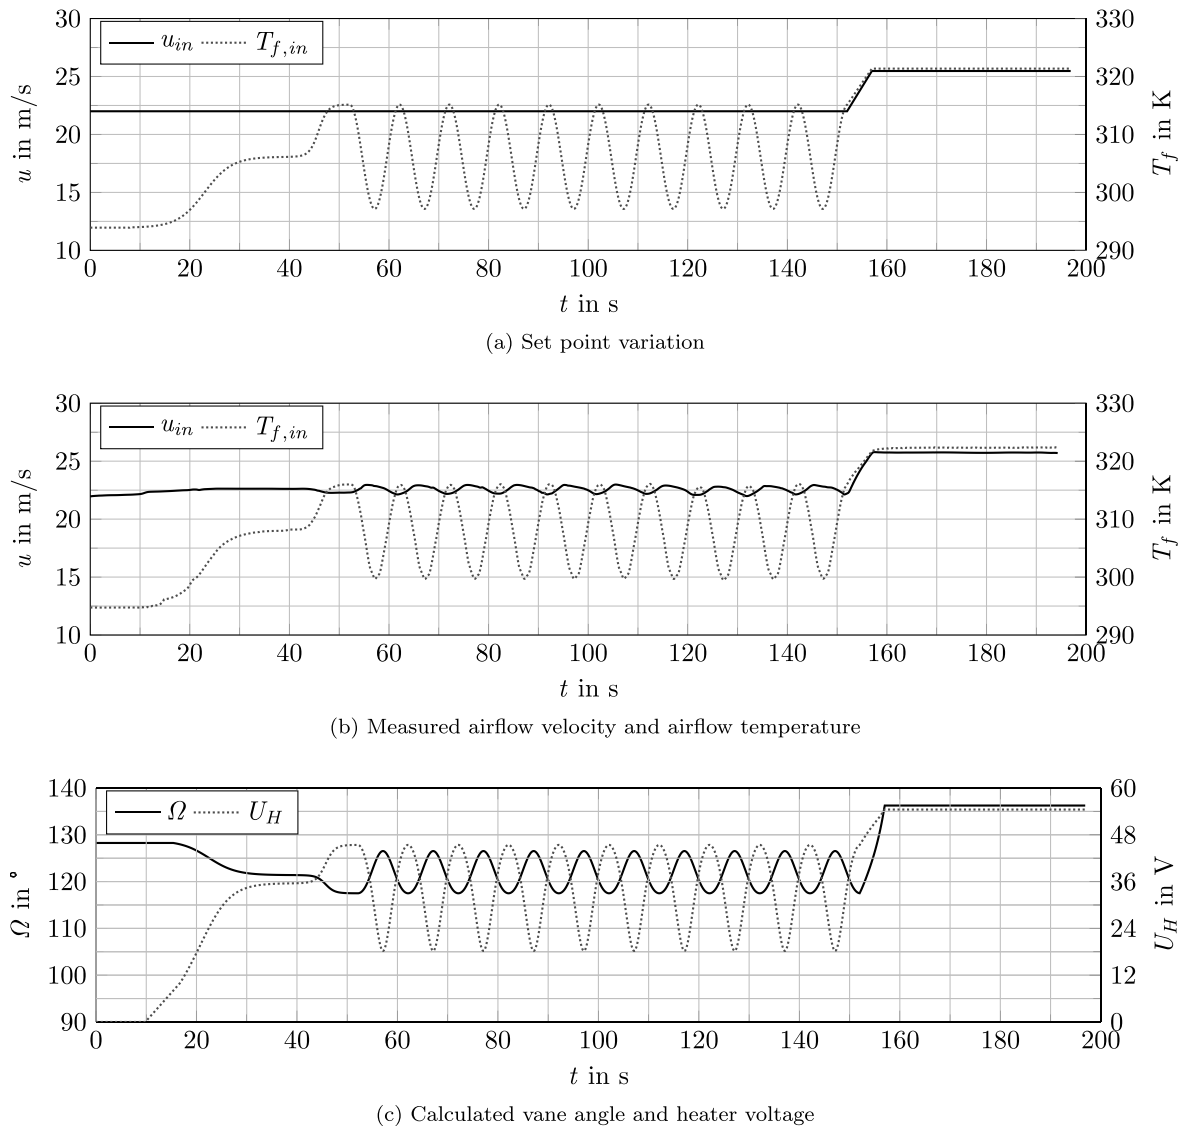 30
25
20
15
10
u in m/s
u_in T_f,in
330
320
310
300
290
T_f in K
0 20 40 60 80 100 120 140 160 180 200
t in s
(a) Set point variation
30
25
20
15
10
u in m/s
u_in T_f,in
330
320
310
300
290
T_f in K
0 20 40 60 80 100 120 140 160 180 200
t in s
(b) Measured airflow velocity and airflow temperature
140
130
120
110
100
90
Ω in °
Ω U_H
60
48
36
24
12
0
U_H in V
0 20 40 60 80 100 120 140 160 180 200
t in s
(c) Calculated vane angle and heater voltage